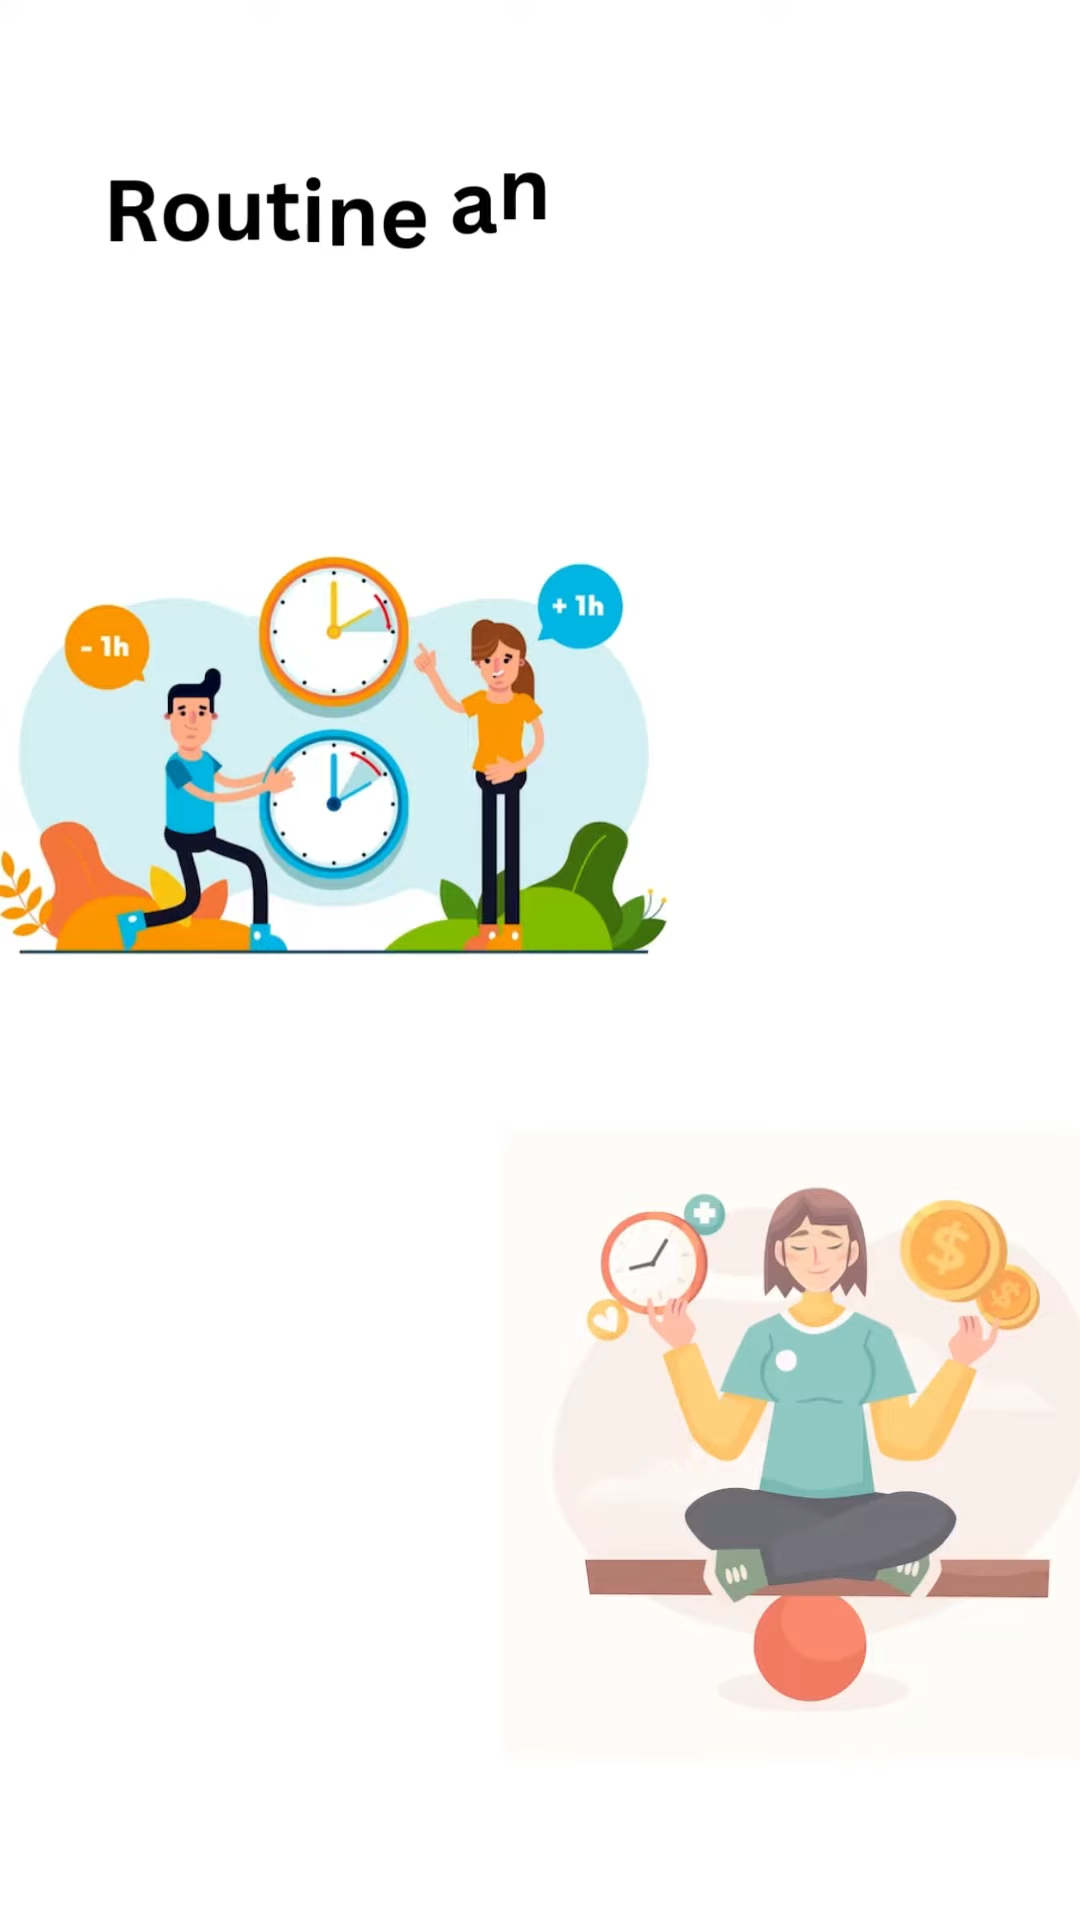 Routine an
- 1h
+ 1h
$
$